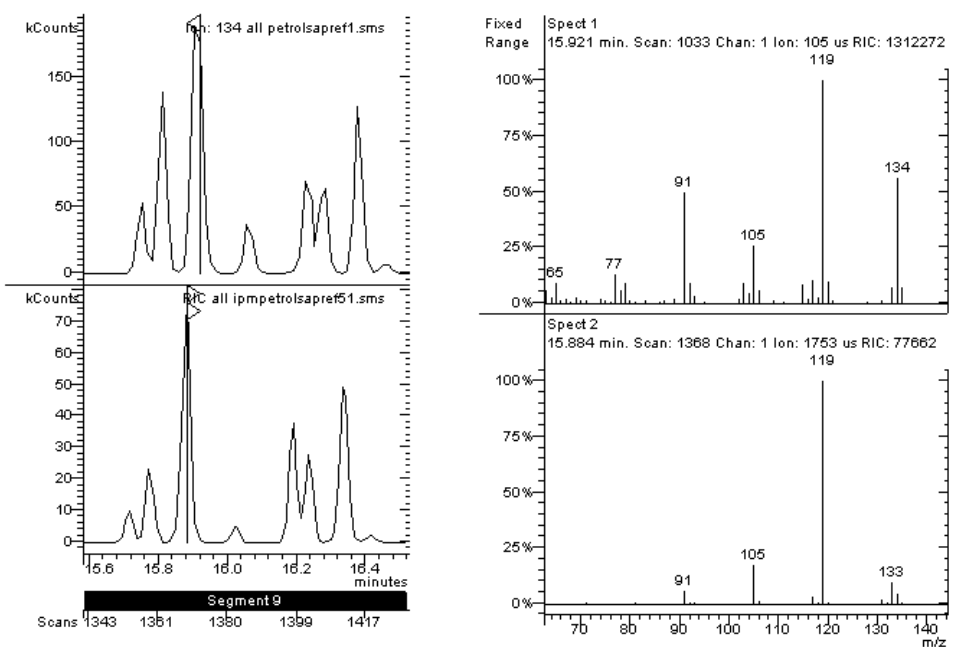 kCounts
Ion: 134 all petrolsapref1.sms
150
100
50
0
kCounts
RIC all ipmpetrolsapref51.sms
70
60
50
40
30
20
10
0
15.6 15.8 16.0 16.2 16.4
minutes
Segment 9
Scans 1343 1361 1380 1399 1417
Fixed
Range
Spect 1
15.921 min. Scan: 1033 Chan: 1 Ion: 105 us RIC: 1312272
119
100%
75%
134
91
50%
105
25%
77
65
0%
Spect 2
15.884 min. Scan: 1368 Chan: 1 Ion: 1753 us RIC: 77662
119
100%
75%
50%
25%
105
133
91
0%
70 80 90 100 110 120 130 140
m/z